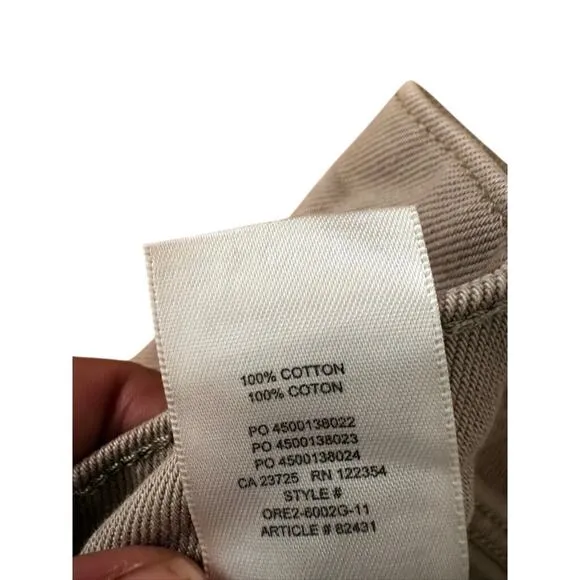 100% COTTON
100% COTON
PO 4500138022
PO 4500138023
PO 4500138024
CA 23725 RN 122354
STYLE #
ORE2-6002G-11
ARTICLE # 82431